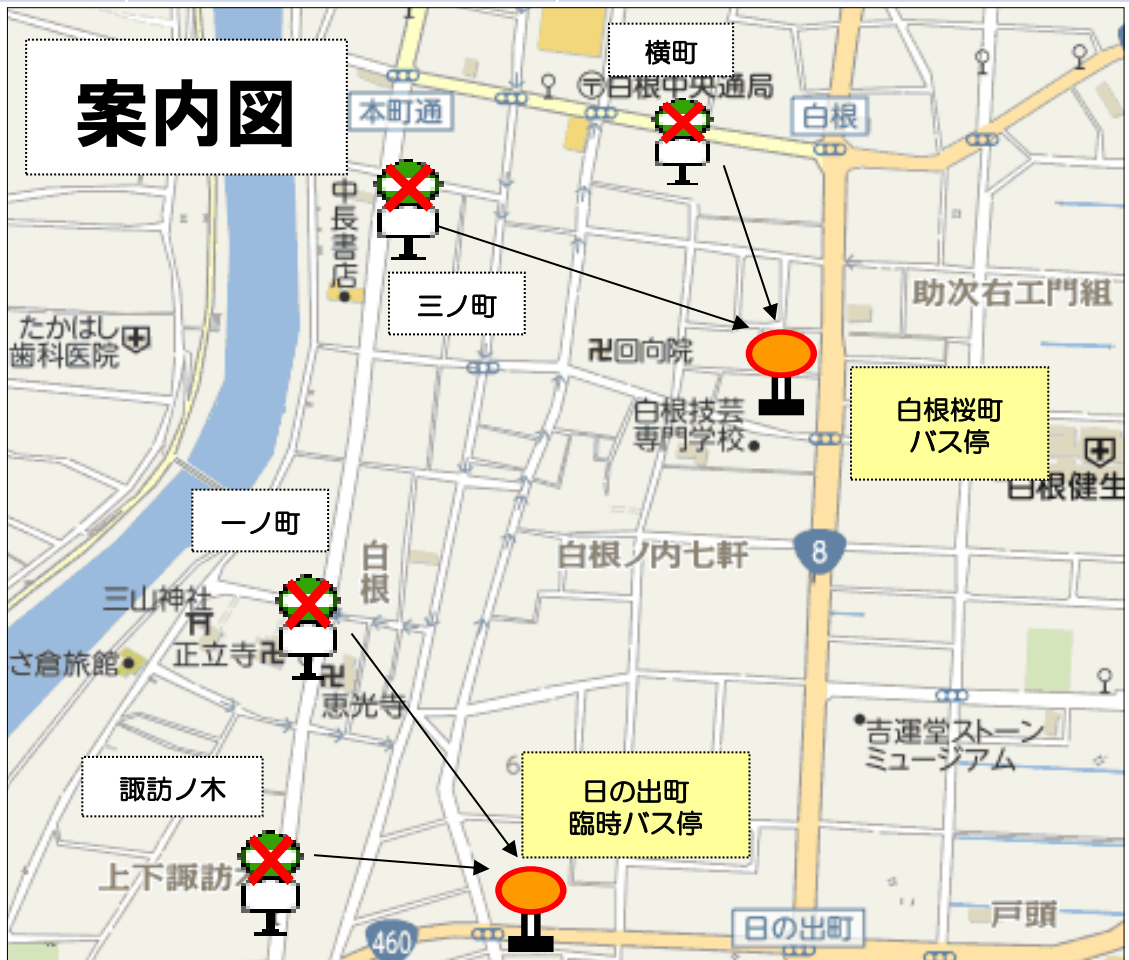 案内図
横町
〒白根中央通局
本町通
白根
中長書店
三ノ町
助次右エ門組
たかはし
歯科医院
卍回向院
白根技芸
専門学校
白根桜町
バス停
白根健生
一ノ町
白根
白根ノ内七軒
8
三山神社
正立寺卍
さ倉旅館
卍
恵光寺
吉運堂ストーン
ミュージアム
諏訪ノ木
6
日の出町
臨時バス停
上下諏訪木
戸頭
日の出町
460